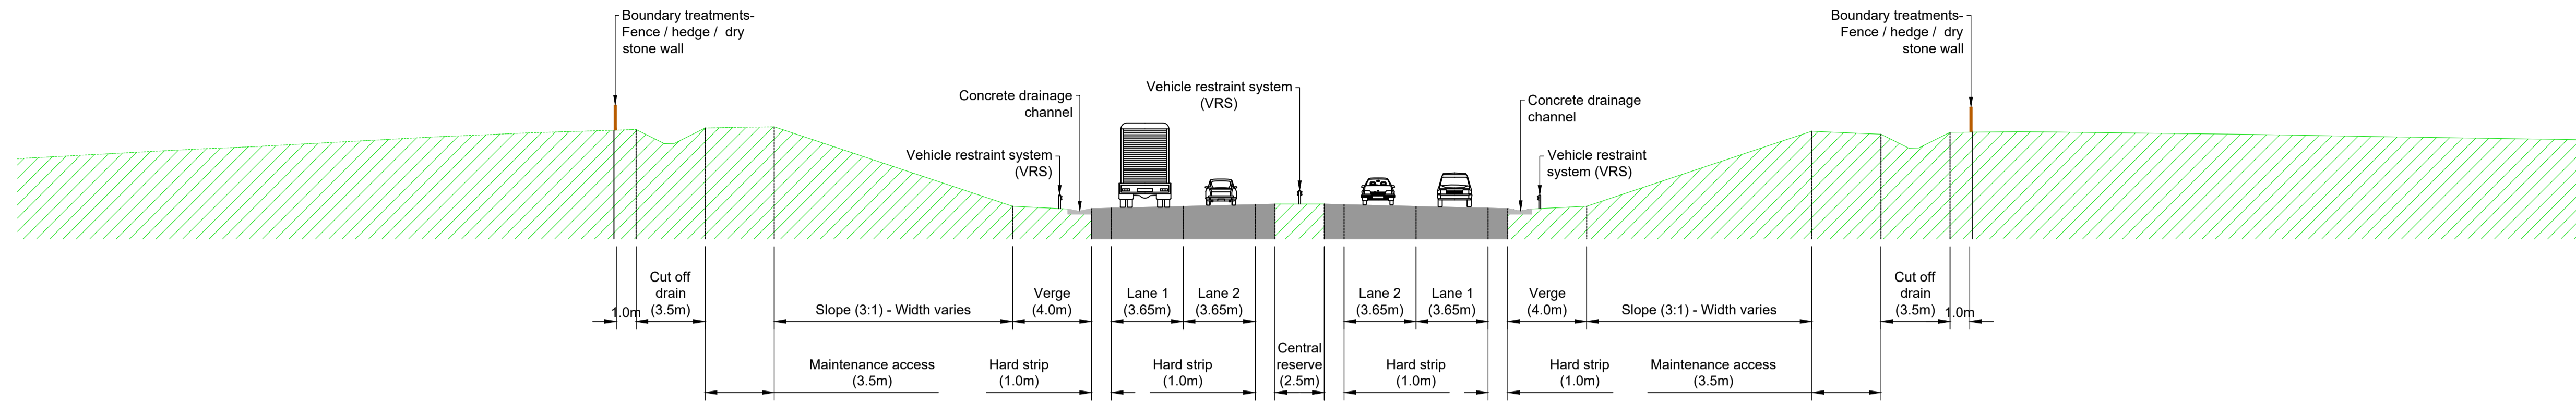 Boundary treatments-
Fence / hedge / dry
stone wall
Boundary treatments-
Fence / hedge / dry
stone wall
Concrete drainage
channel
Vehicle restraint system
(VRS)
Concrete drainage
channel
Vehicle restraint system
(VRS)
Vehicle restraint
system (VRS)
1.0m
Cut off
drain
(3.5m)
Slope (3:1) - Width varies
Verge
(4.0m)
Lane 1
(3.65m)
Lane 2
(3.65m)
Lane 2
(3.65m)
Lane 1
(3.65m)
Verge
(4.0m)
Slope (3:1) - Width varies
Cut off
drain
(3.5m)
1.0m
Maintenance access
(3.5m)
Hard strip
(1.0m)
Hard strip
(1.0m)
Central
reserve
(2.5m)
Hard strip
(1.0m)
Hard strip
(1.0m)
Maintenance access
(3.5m)